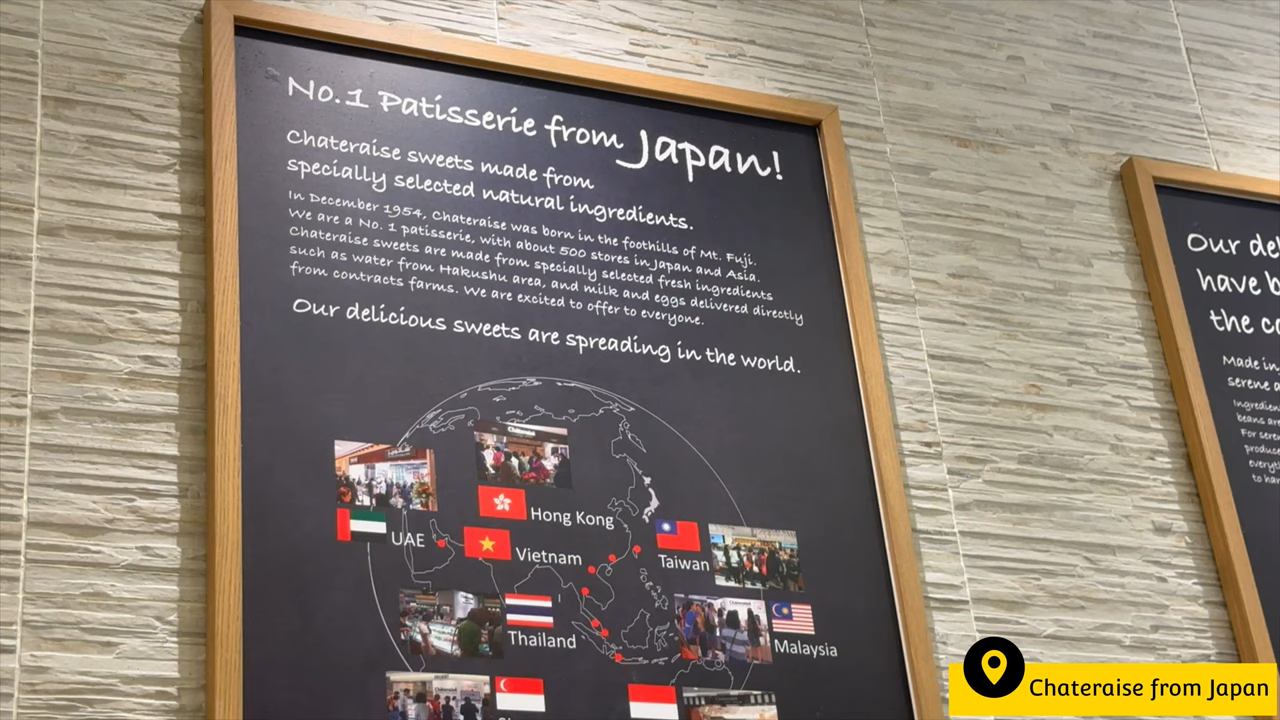 No.1 Patisserie from Japan!
Chateraise sweets made from
specially selected natural ingredients.
In December 1954, Chateraise was born in the foothills of Mt. Fuji.
We are a No. 1 patisserie, with about 500 stores in Japan and Asia.
Chateraise sweets are made from specially selected fresh ingredients
such as water from Hakushu area, and milk and eggs delivered directly
from contracts farms. We are excited to offer to everyone.
Our delicious sweets are spreading in the world.
Hong Kong
UAE
Vietnam
Taiwan
Thailand
Malaysia
Our
have
the
Made in
serene
beans are
For
to
Chateraise from Japan